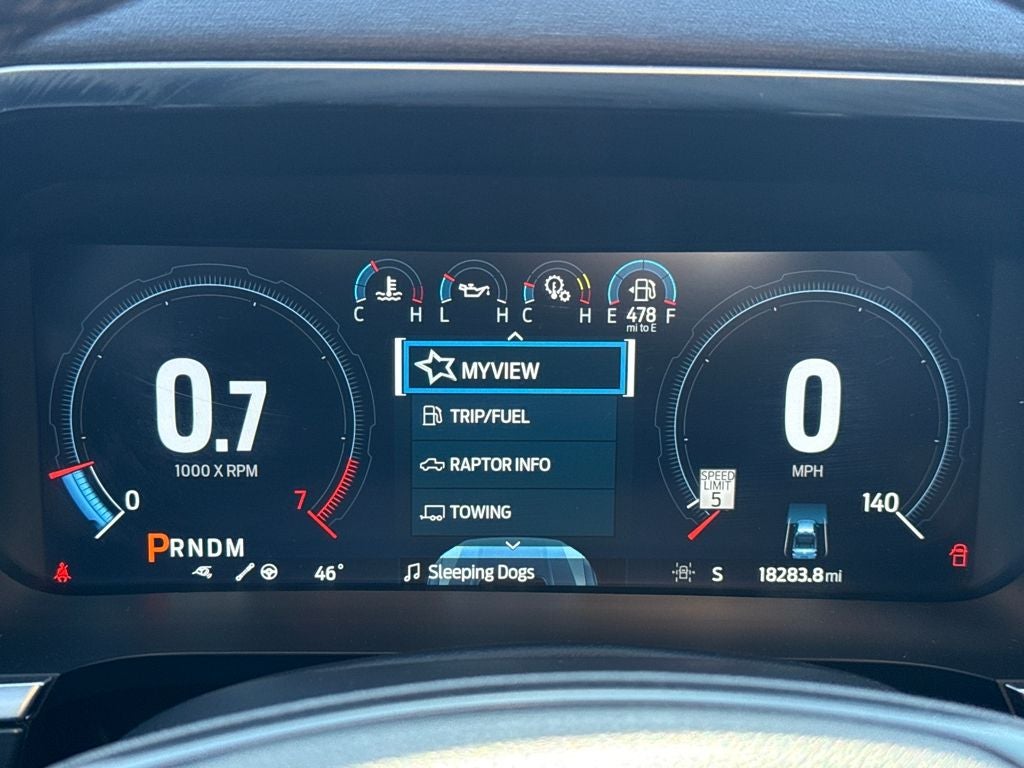 C H L H C H E 478 F
mi to E
MYVIEW
TRIP/FUEL
RAPTOR INFO
TOWING
0.7
1000 X RPM
0 7
PRNDM
46°
Sleeping Dogs
0
MPH
SPEED
LIMIT
5
140
S 18283.8 mi